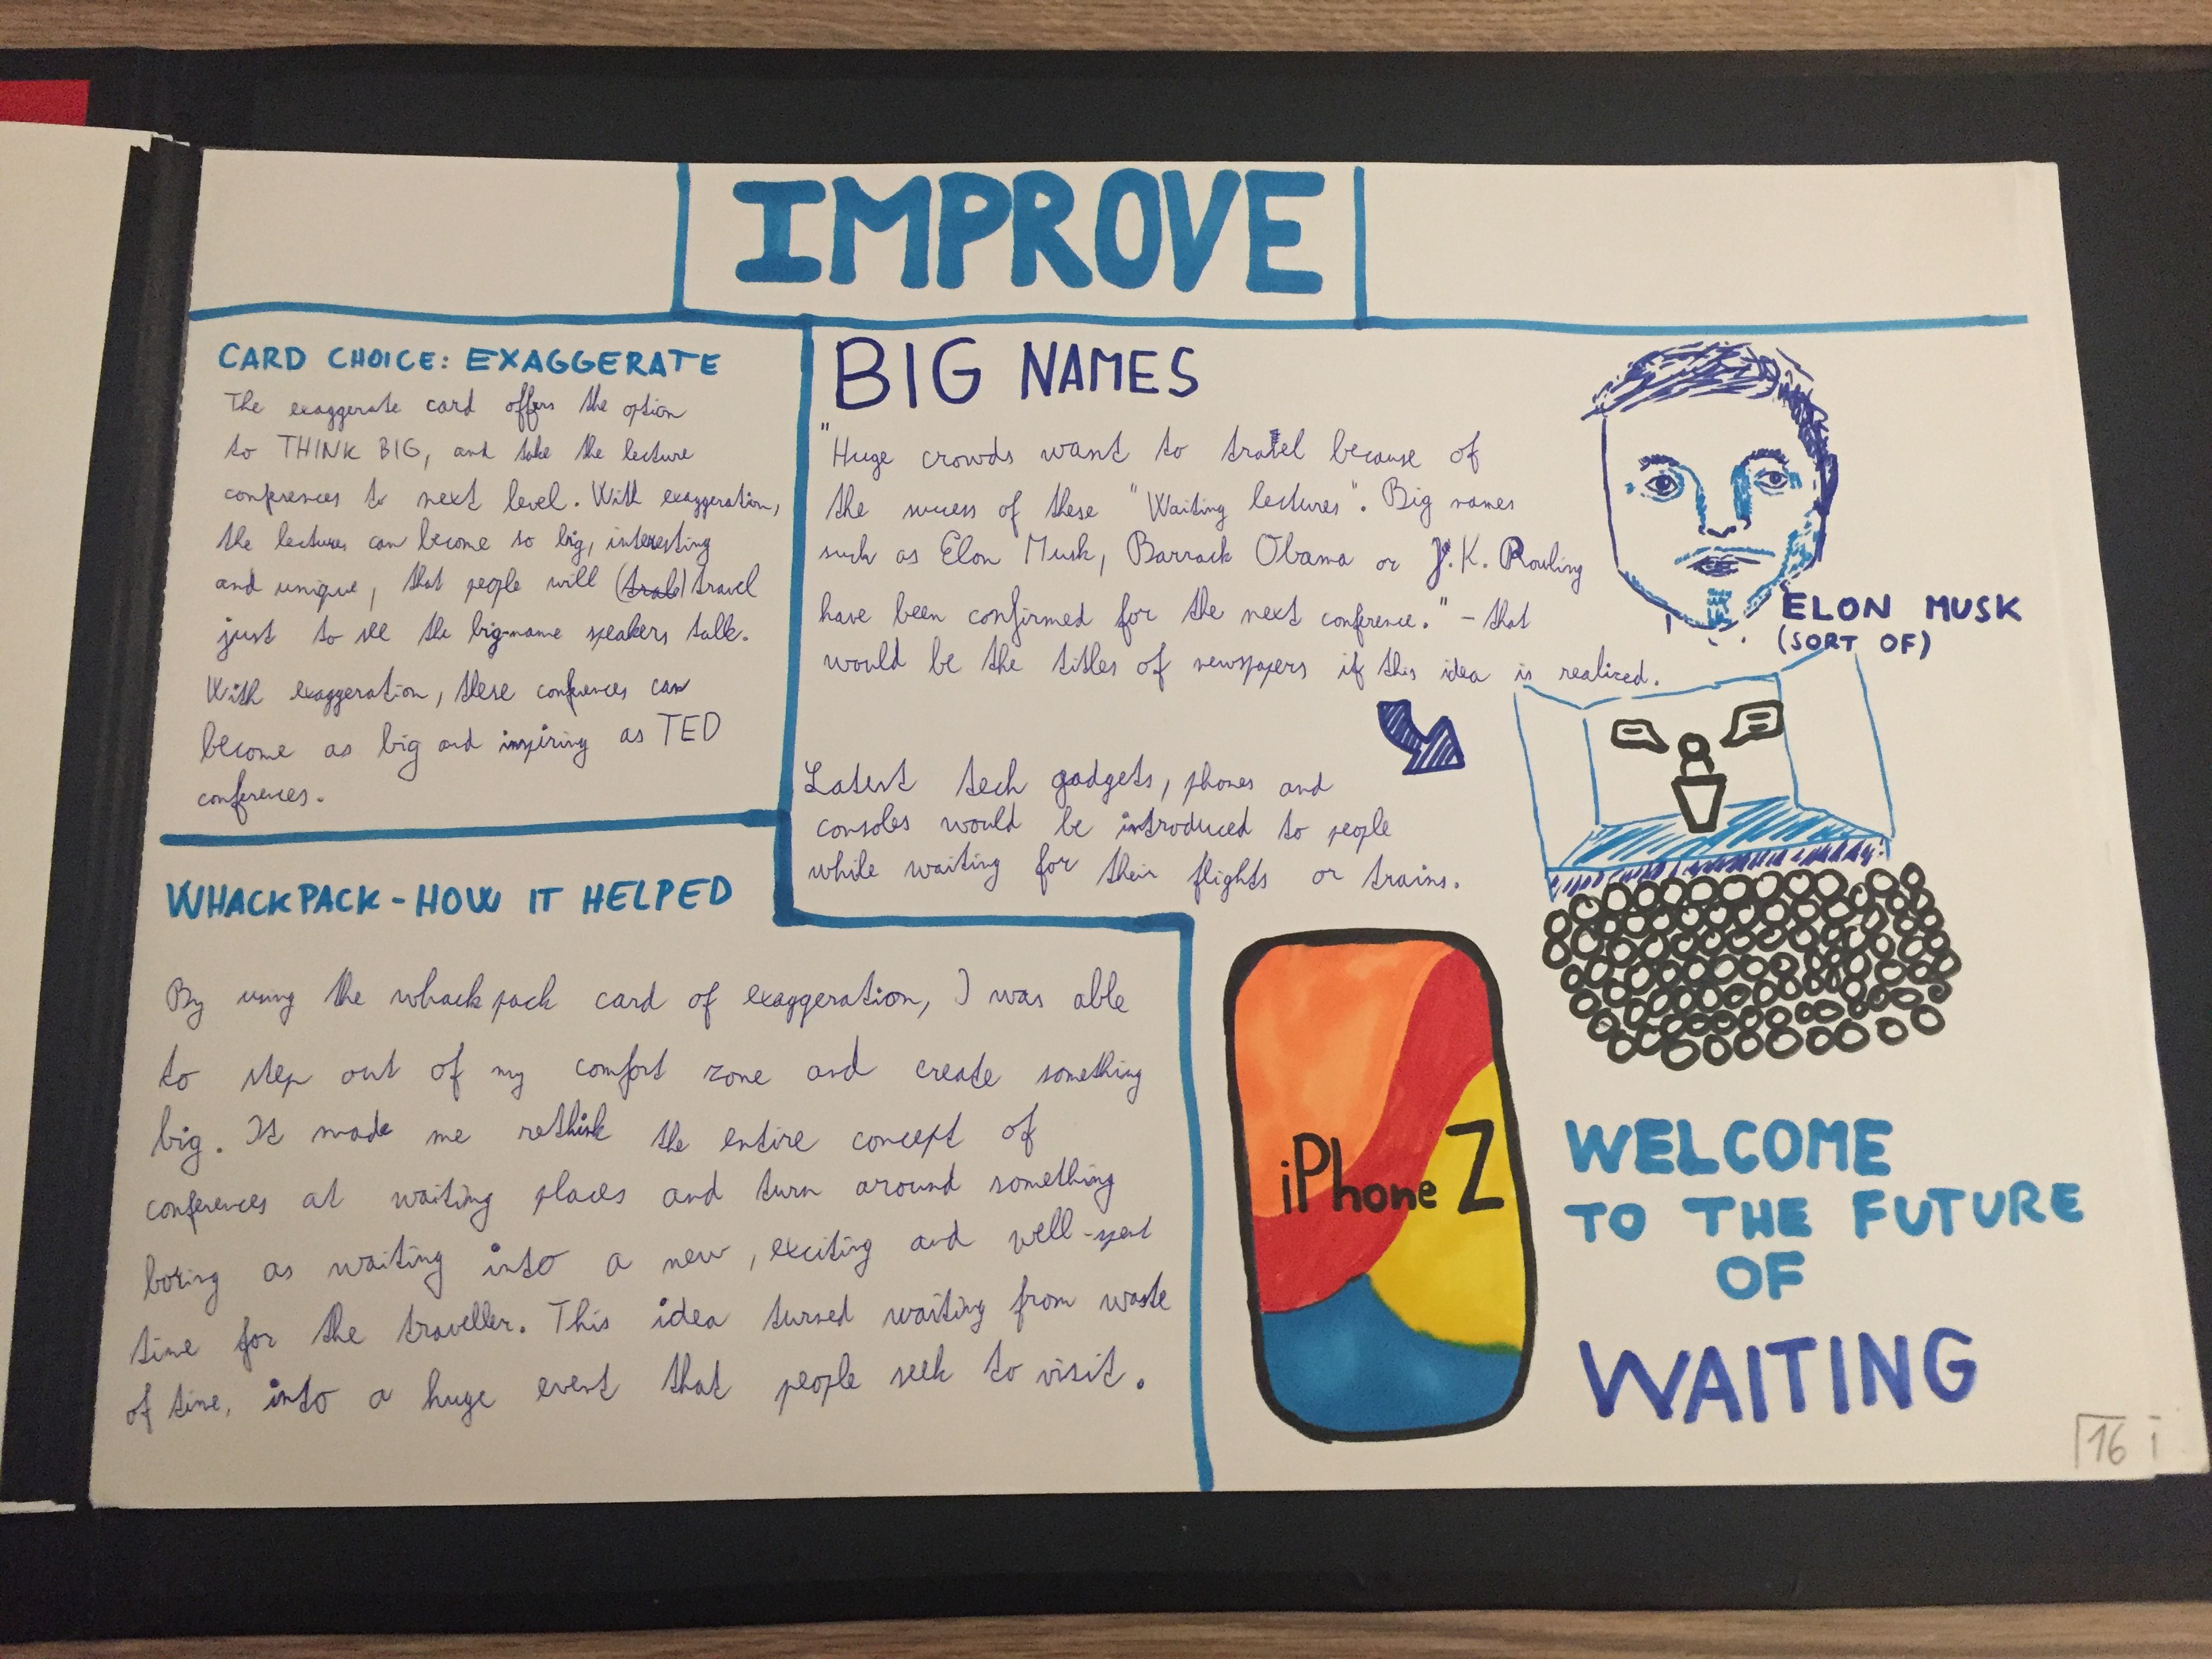 IMPROVE
CARD CHOICE: EXAGGERATE
The exaggerate card offers the option
to THINK BIG, and take the lecture
conferences to next level. With exaggeration,
the lectures can become so big, interesting
and unique, that people will (trale) travel
just to see the big-name speakers talk.
With exaggeration, these conferences can
become as big and inspiring as TED
conferences.
WHACKPACK - HOW IT HELPED
By using the whackpack card of exaggeration, I was able
to step out of my comfort zone and create something
big. It made me rethink the entire concept of
conferences at waiting places and turn around something
boring as waiting into a new, exciting and well-spent
time for the traveller. This idea turned waiting from waste
of time, into a huge event that people seek to visit.
BIG NAMES
"Huge crowds want to travel because of
the success of these "Waiting lectures". Big names
such as Elon Musk, Barrack Obama or J.K. Rowling
have been confirmed for the next conference." - that
would be the titles of newspapers if this idea is realized.
Latest tech gadgets, phones and
consoles would be introduced to people
while waiting for their flights or trains.
ELON MUSK
(SORT OF)
iPhone Z
WELCOME
TO THE FUTURE
OF
WAITING
16